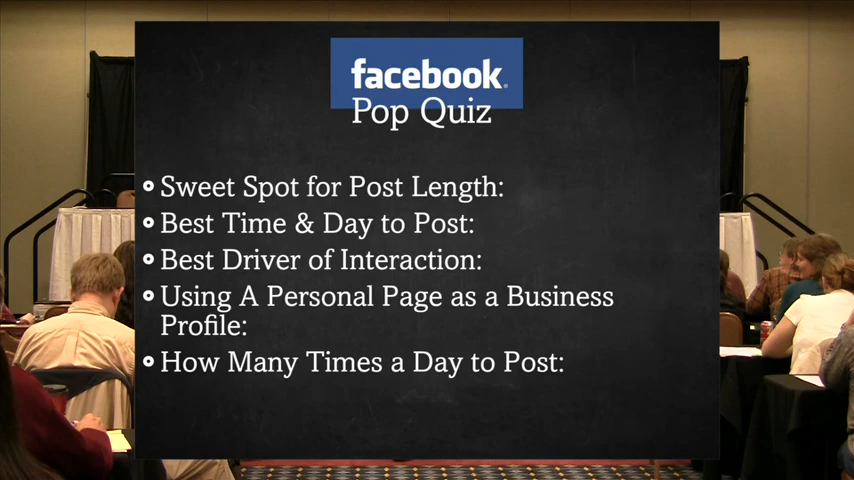 facebook
Pop Quiz
Sweet Spot for Post Length:
Best Time & Day to Post:
Best Driver of Interaction:
Using A Personal Page as a Business
Profile:
How Many Times a Day to Post: